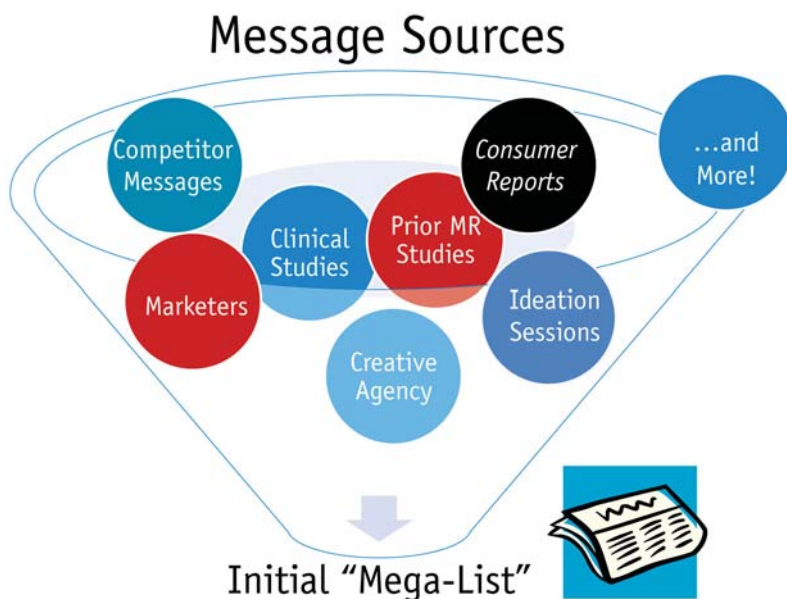 Message Sources
Competitor
Messages
Consumer
Reports
...and
More!
Clinical
Studies
Prior MR
Studies
Marketers
Ideation
Sessions
Creative
Agency
Initial “Mega-List”